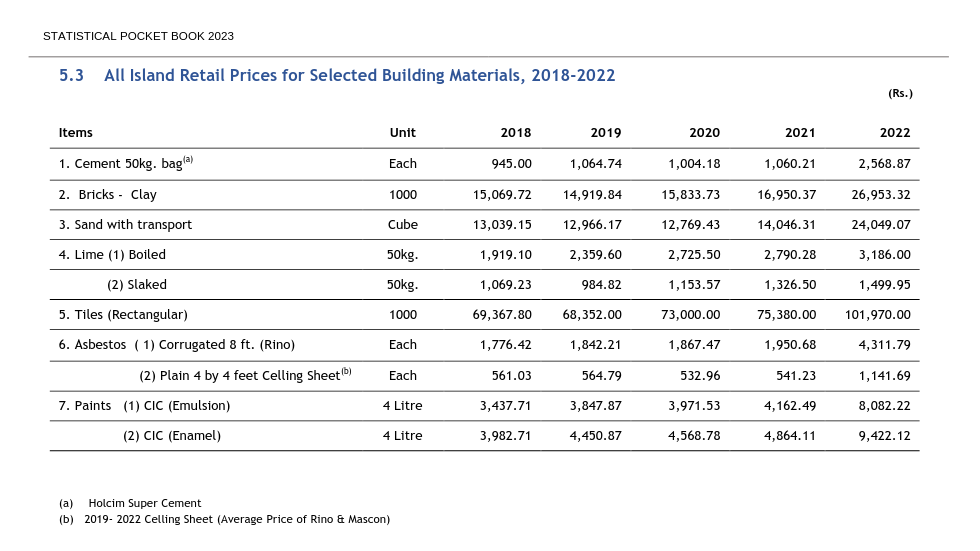 STATISTICAL POCKET BOOK 2023
5.3 All Island Retail Prices for Selected Building Materials, 2018-2022
(Rs.)
Items Unit 2018 2019 2020 2021 2022
1. Cement 50kg. bag(a) Each 945.00 1,064.74 1,004.18 1,060.21 2,568.87
2. Bricks - Clay 1000 15,069.72 14,919.84 15,833.73 16,950.37 26,953.32
3. Sand with transport Cube 13,039.15 12,966.17 12,769.43 14,046.31 24,049.07
4. Lime (1) Boiled 50kg. 1,919.10 2,359.60 2,725.50 2,790.28 3,186.00
(2) Slaked 50kg. 1,069.23 984.82 1,153.57 1,326.50 1,499.95
5. Tiles (Rectangular) 1000 69,367.80 68,352.00 73,000.00 75,380.00 101,970.00
6. Asbestos ( 1) Corrugated 8 ft. (Rino) Each 1,776.42 1,842.21 1,867.47 1,950.68 4,311.79
(2) Plain 4 by 4 feet Celling Sheet(b) Each 561.03 564.79 532.96 541.23 1,141.69
7. Paints (1) CIC (Emulsion) 4 Litre 3,437.71 3,847.87 3,971.53 4,162.49 8,082.22
(2) CIC (Enamel) 4 Litre 3,982.71 4,450.87 4,568.78 4,864.11 9,422.12
(a) Holcim Super Cement
(b) 2019- 2022 Celling Sheet (Average Price of Rino & Mascon)